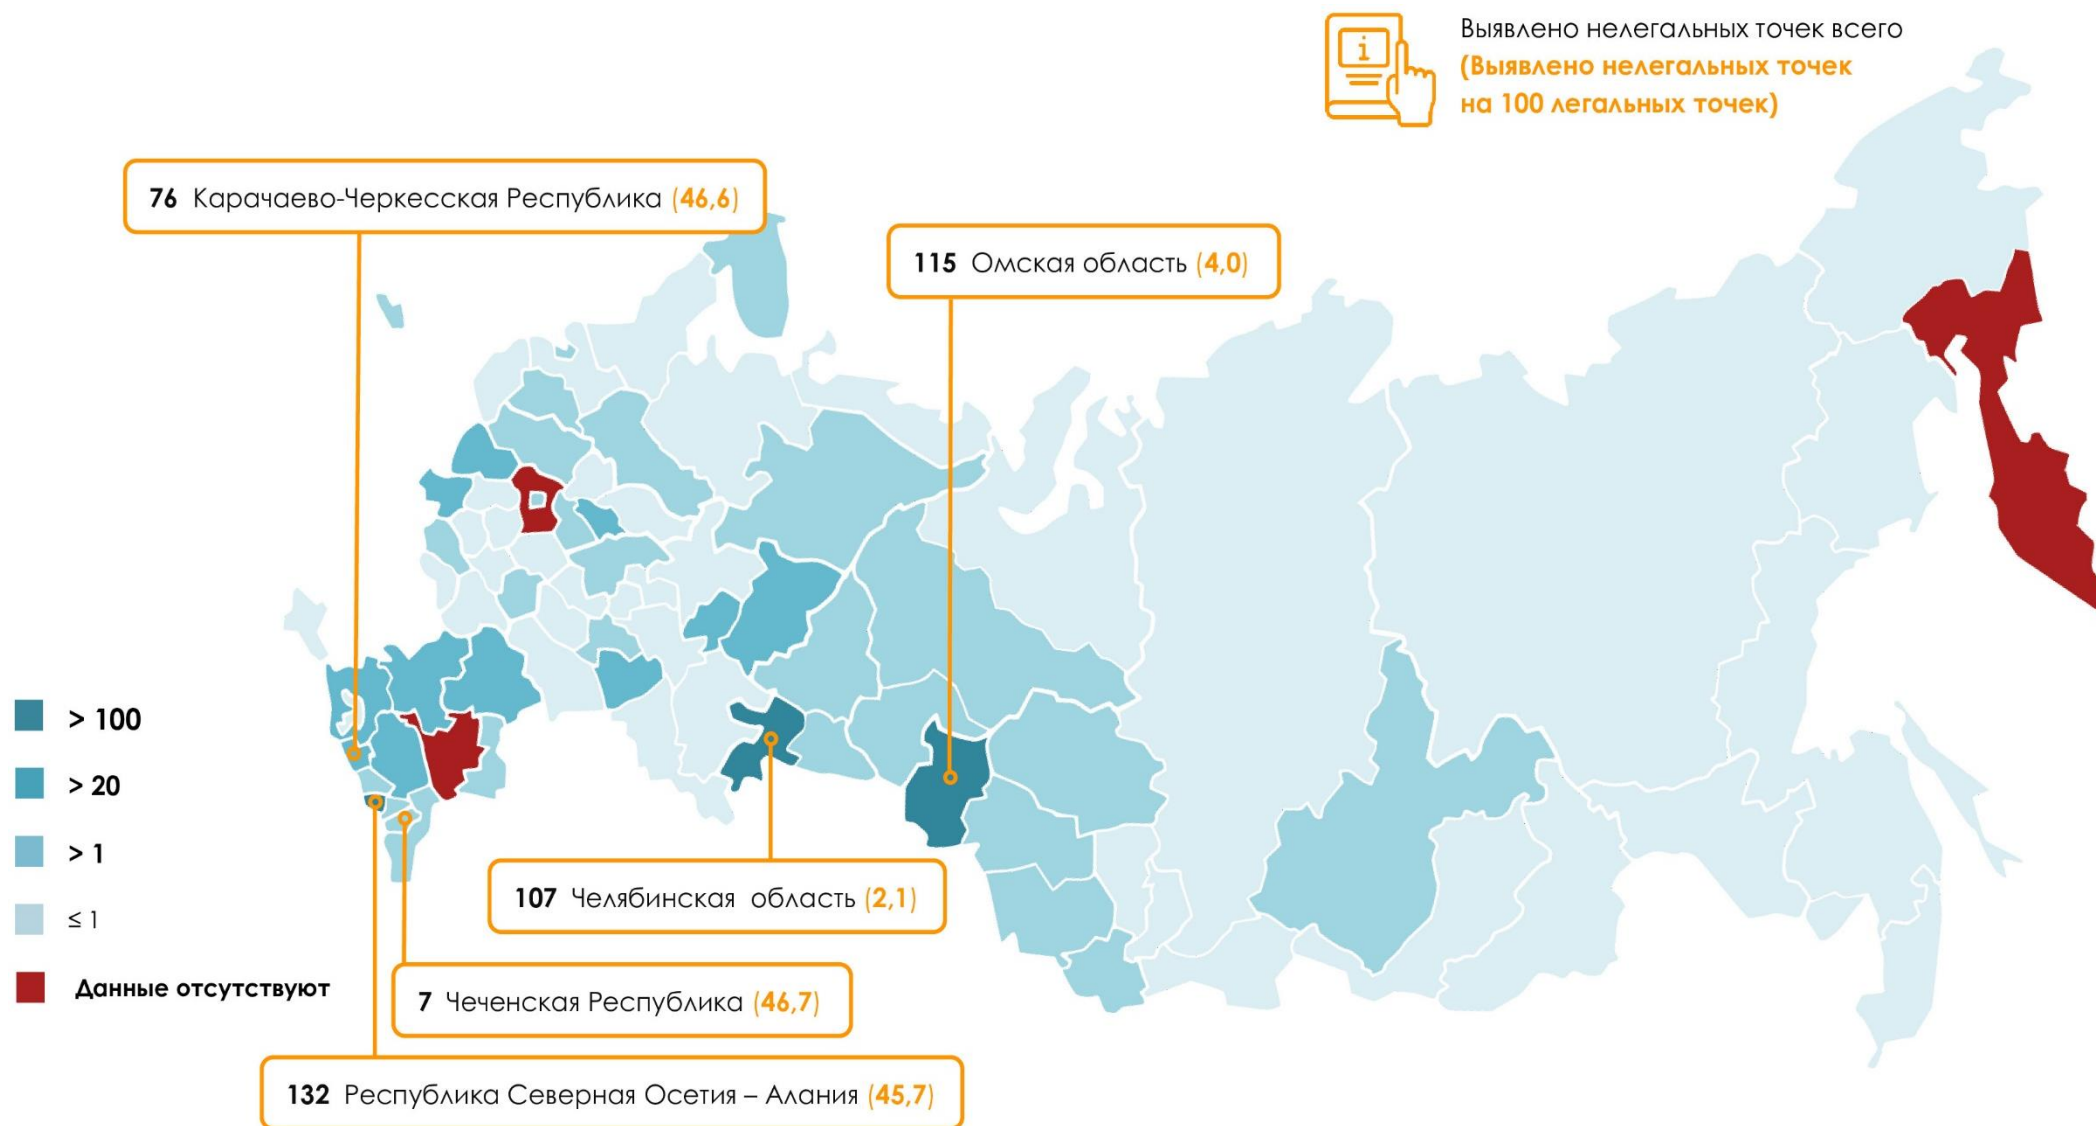 Выявлено нелегальных точек всего
(Выявлено нелегальных точек
на 100 легальных точек)
76 Карачаево-Черкесская Республика (46,6)
115 Омская область (4,0)
> 100
> 20
> 1
≤ 1
Данные отсутствуют
107 Челябинская область (2,1)
7 Чеченская Республика (46,7)
132 Республика Северная Осетия – Алания (45,7)